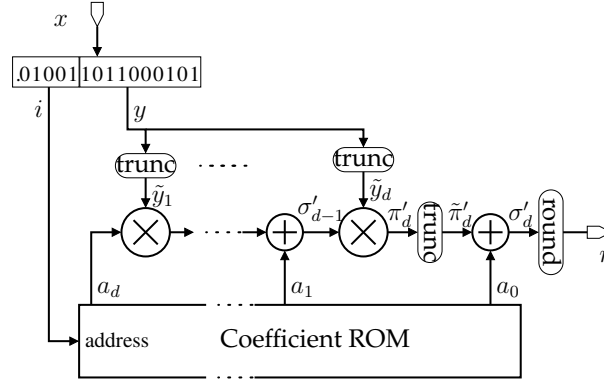 x
.01001 1011000101
i y
trunc trunc
ỹ₁ σ′d−1 ỹd π′d trunc π̃′d σ′d round
r
ad a₁ a₀
address Coefficient ROM